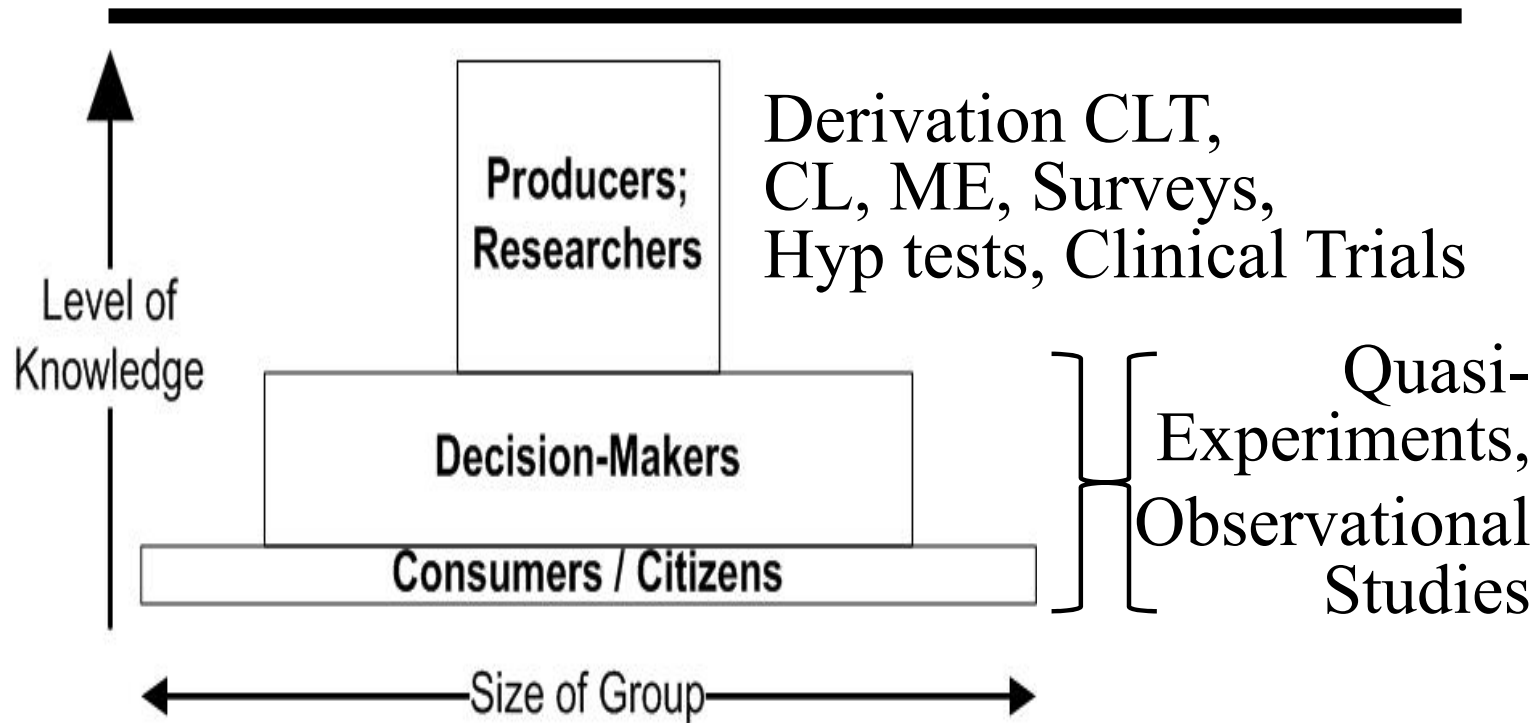 Producers;
Researchers
Derivation CLT,
CL, ME, Surveys,
Hyp tests, Clinical Trials
Level of
Knowledge
Decision-Makers
Quasi-
Experiments,
Observational
Studies
Consumers / Citizens
Size of Group